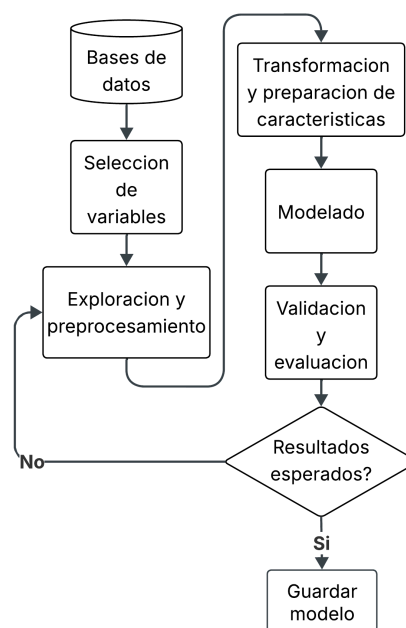 Bases de
datos
Seleccion
de
variables
Exploracion y
preprocesamiento
Transformacion
y preparacion de
caracteristicas
Modelado
Validacion
y
evaluacion
Resultados
esperados?
No
Si
Guardar
modelo